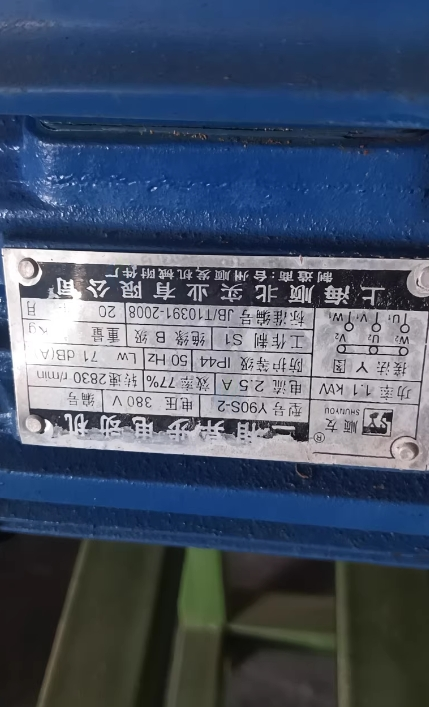 三相异步电动机
顺友 ®
SHUNYOU
型号 Y90S-2 电压 380 V 编号
功率 1.1 kW 电流 2.5 A 效率 77% 转速 2830 r/min
接法 Y 图 防护等级 IP44 50 Hz Lw 71 dB(A
W₂ U₂ V₂ 工作制 S1 绝缘 B 级 重量 Kg
U₁ V₁ W₁ 标准编号 JB/T10391-2008 20 月
上海顺北实业有限公司
制造商：台州顺发机械附件厂